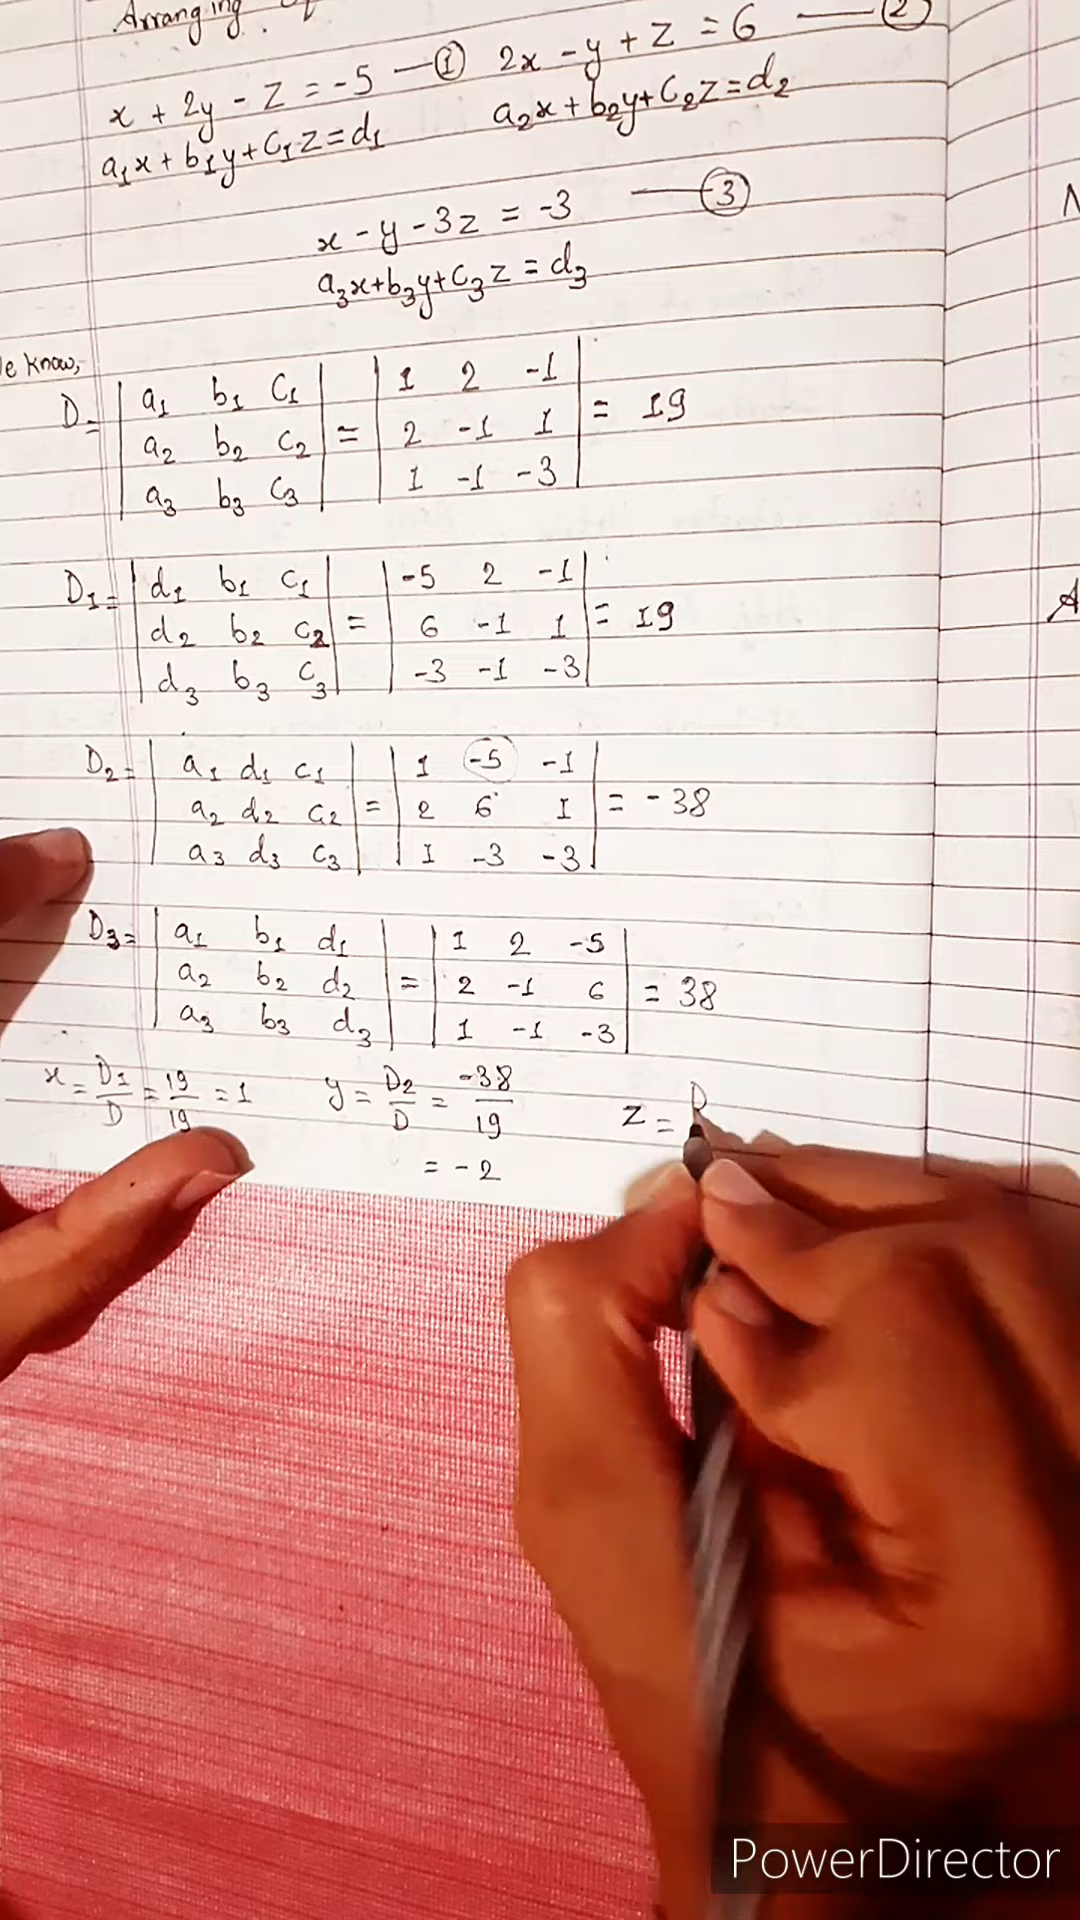 Arranging
x + 2y - z = -5 —① 2x - y + z = 6 —②
a₁x + b₁y + c₁z = d₁ a₂x + b₂y + c₂z = d₂
x - y - 3z = -3 —③
a₃x + b₃y + c₃z = d₃
e know,
D = | a₁ b₁ c₁ | = | 1 2 -1 | = 19
| a₂ b₂ c₂ | | 2 -1 1 |
| a₃ b₃ c₃ | | 1 -1 -3 |
D₁ = | d₁ b₁ c₁ | = | -5 2 -1 | = 19
| d₂ b₂ c₂ | | 6 -1 1 |
| d₃ b₃ c₃ | | -3 -1 -3 |
D₂ = | a₁ d₁ c₁ | = | 1 -5 -1 | = -38
| a₂ d₂ c₂ | | 2 6 1 |
| a₃ d₃ c₃ | | 1 -3 -3 |
D₃ = | a₁ b₁ d₁ | = | 1 2 -5 | = 38
| a₂ b₂ d₂ | | 2 -1 6 |
| a₃ b₃ d₃ | | 1 -1 -3 |
x = D₁/D = 19/19 = 1 y = D₂/D = -38/19 z = D
= -2
PowerDirector